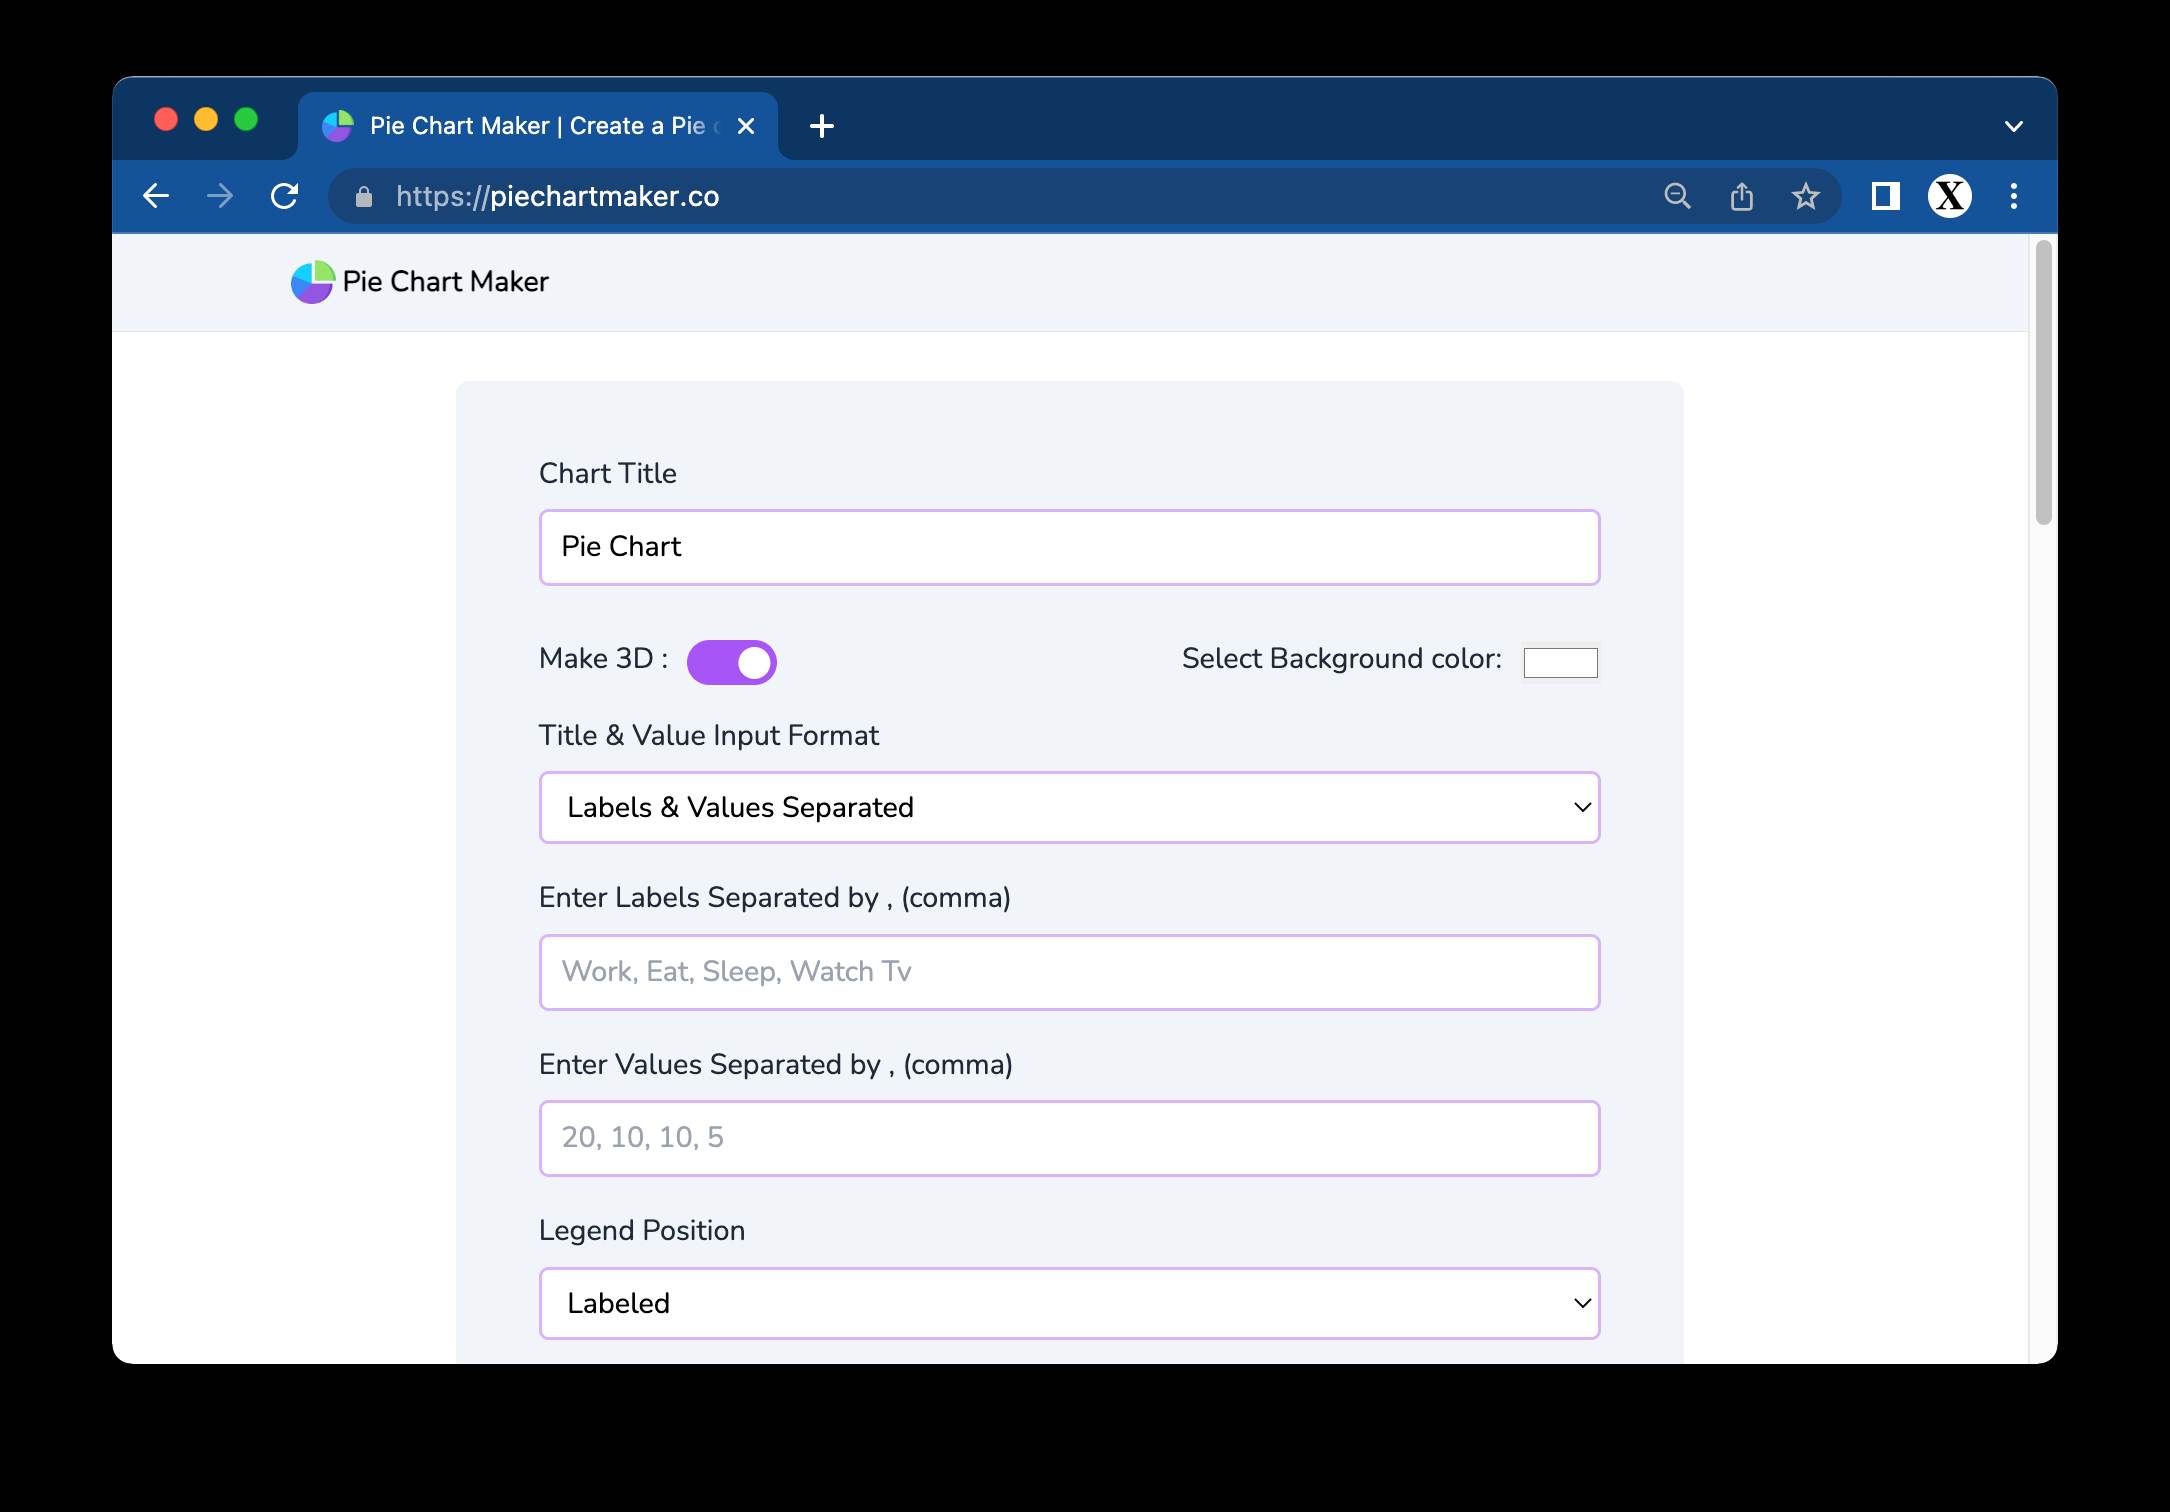 Pie Chart Maker | Create a Pie
https://piechartmaker.co
X
Pie Chart Maker
Chart Title
Pie Chart
Make 3D :
Select Background color:
Title & Value Input Format
Labels & Values Separated
Enter Labels Separated by , (comma)
Work, Eat, Sleep, Watch Tv
Enter Values Separated by , (comma)
20, 10, 10, 5
Legend Position
Labeled